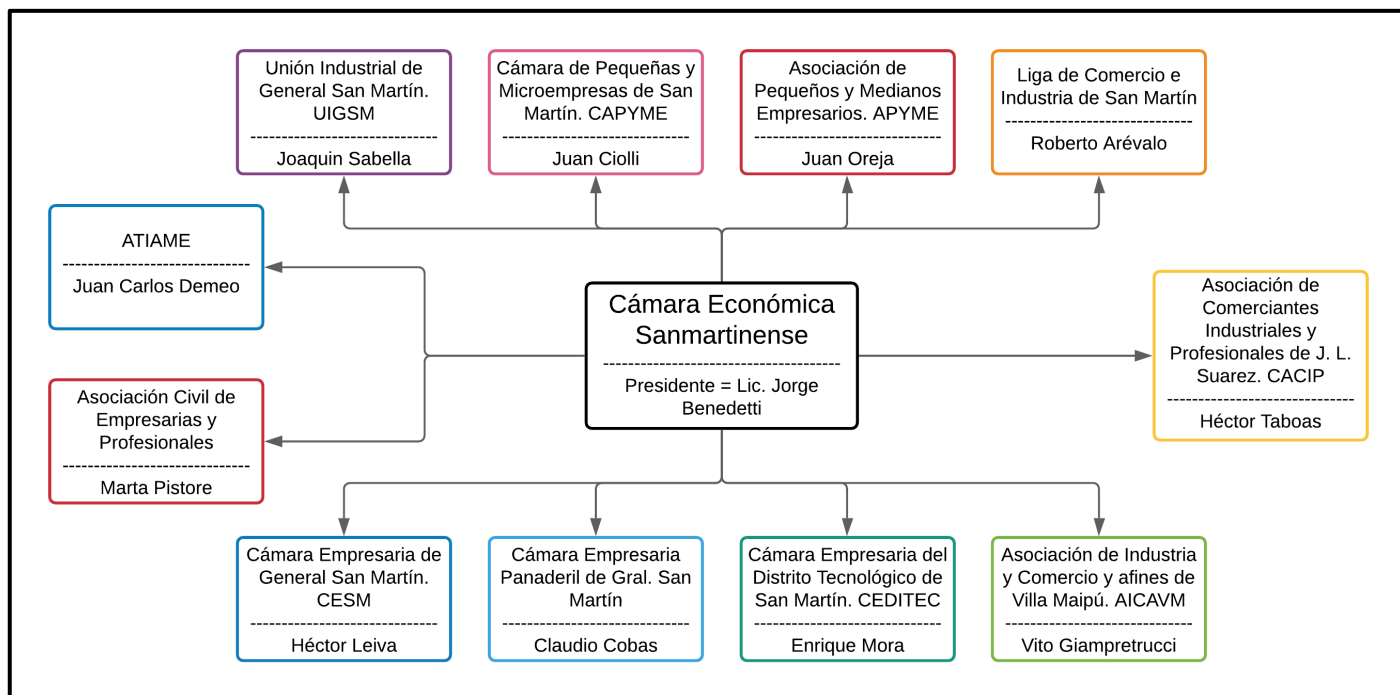 Unión Industrial de
General San Martín.
UIGSM
------------------------------
Joaquin Sabella
Cámara de Pequeñas y
Microempresas de San
Martín. CAPYME
------------------------------
Juan Ciolli
Asociación de
Pequeños y Medianos
Empresarios. APYME
------------------------------
Juan Oreja
Liga de Comercio e
Industria de San Martín
------------------------------
Roberto Arévalo
ATIAME
------------------------------
Juan Carlos Demeo
Asociación Civil de
Empresarias y
Profesionales
------------------------------
Marta Pistore
Cámara Económica
Sanmartinense
--------------------------------------
Presidente = Lic. Jorge
Benedetti
Asociación de
Comerciantes
Industriales y
Profesionales de J. L.
Suarez. CACIP
------------------------------
Héctor Taboas
Cámara Empresaria de
General San Martín.
CESM
------------------------------
Héctor Leiva
Cámara Empresaria
Panaderil de Gral. San
Martín
------------------------------
Claudio Cobas
Cámara Empresaria del
Distrito Tecnológico de
San Martín. CEDITEC
------------------------------
Enrique Mora
Asociación de Industria
y Comercio y afines de
Villa Maipú. AICAVM
------------------------------
Vito Giampretrucci